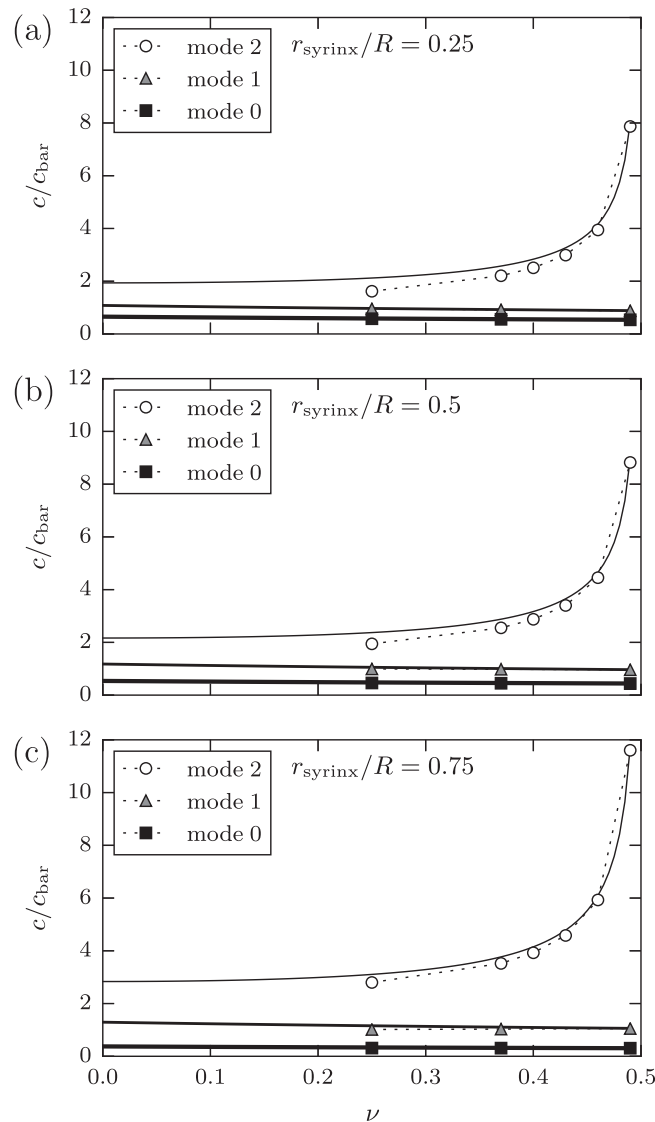 (a)
12
10
8
6
4
2
0
c/c_bar
mode 2
mode 1
mode 0
r_syrinx/R = 0.25
(b)
12
10
8
6
4
2
0
c/c_bar
mode 2
mode 1
mode 0
r_syrinx/R = 0.5
(c)
12
10
8
6
4
2
0
c/c_bar
mode 2
mode 1
mode 0
r_syrinx/R = 0.75
0.0 0.1 0.2 0.3 0.4 0.5
ν